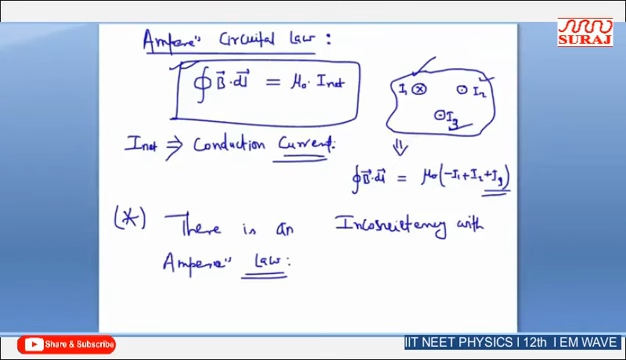 Ampere's Circuital Law :
SURAJ
∮ B⃗ · dl⃗ = μ₀ · Inet
I₁ ⊗ ⊙ I₂
⊙ I₃
Inet ⇒ Conduction Current.
∮ B⃗ · dl⃗ = μ₀ (-I₁ + I₂ + I₃)
(*) There is an Inconsistency with
Ampere's Law :
Share & Subscribe
IIT NEET PHYSICS I 12th I EM WAVE